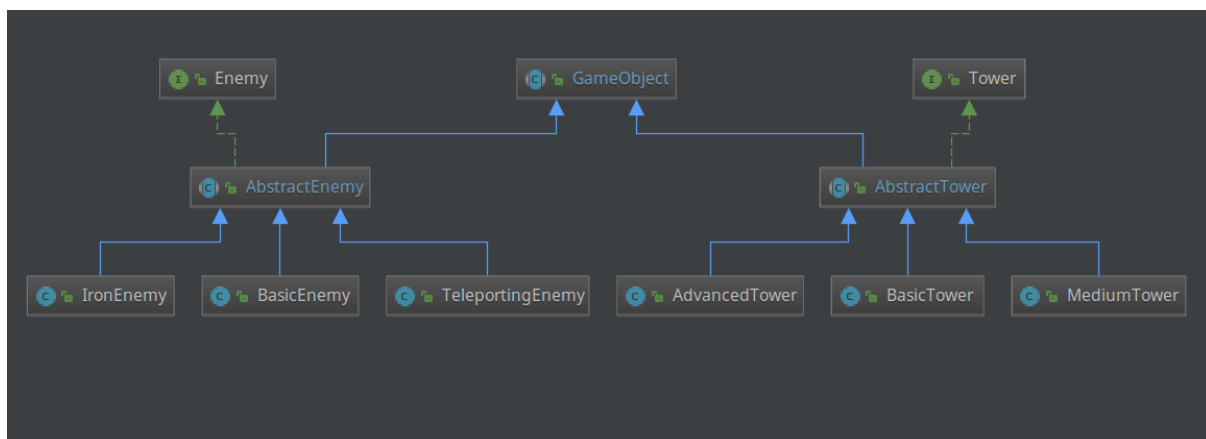 Enemy
GameObject
Tower
AbstractEnemy
AbstractTower
IronEnemy
BasicEnemy
TeleportingEnemy
AdvancedTower
BasicTower
MediumTower